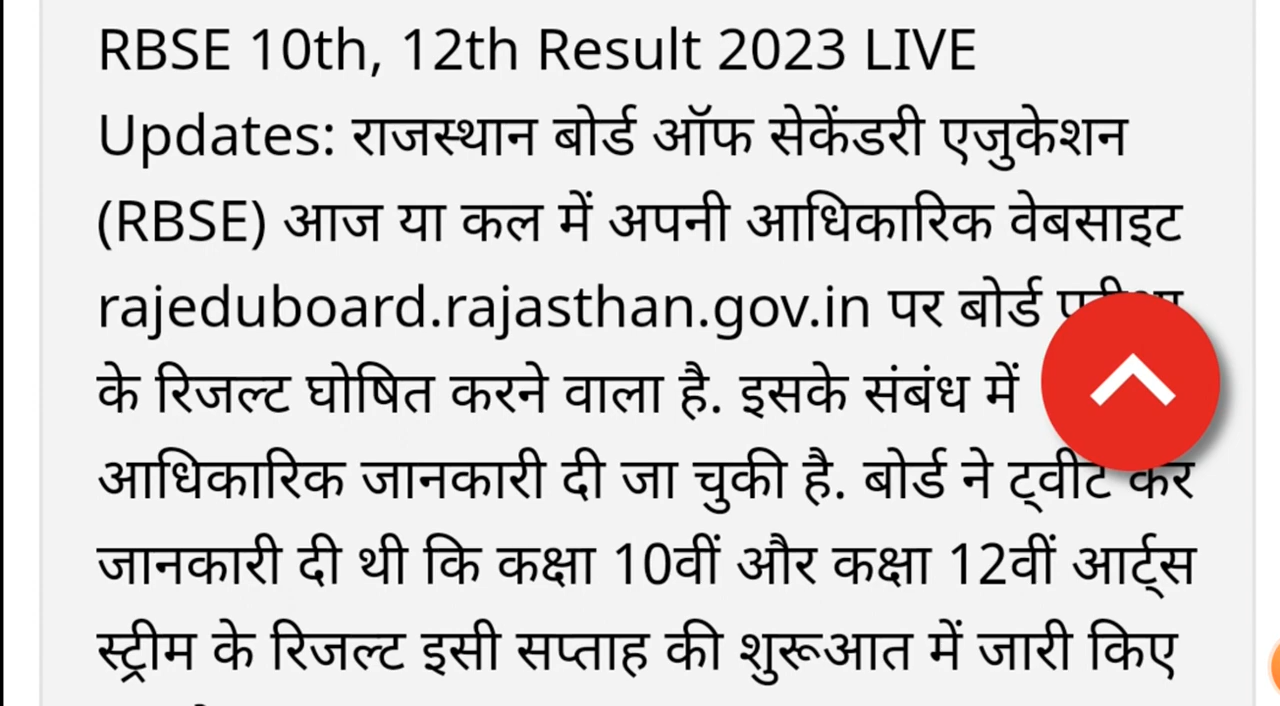 RBSE 10th, 12th Result 2023 LIVE
Updates: राजस्थान बोर्ड ऑफ सेकेंडरी एजुकेशन
(RBSE) आज या कल में अपनी आधिकारिक वेबसाइट
rajeduboard.rajasthan.gov.in पर बोर्ड
के रिजल्ट घोषित करने वाला है. इसके संबंध में
आधिकारिक जानकारी दी जा चुकी है. बोर्ड ने ट्वीट कर
जानकारी दी थी कि कक्षा 10वीं और कक्षा 12वीं आर्ट्स
स्ट्रीम के रिजल्ट इसी सप्ताह की शुरूआत में जारी किए